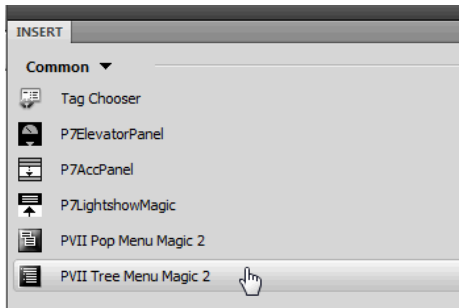 INSERT
Common
Tag Chooser
P7ElevatorPanel
P7AccPanel
P7LightshowMagic
PVII Pop Menu Magic 2
PVII Tree Menu Magic 2